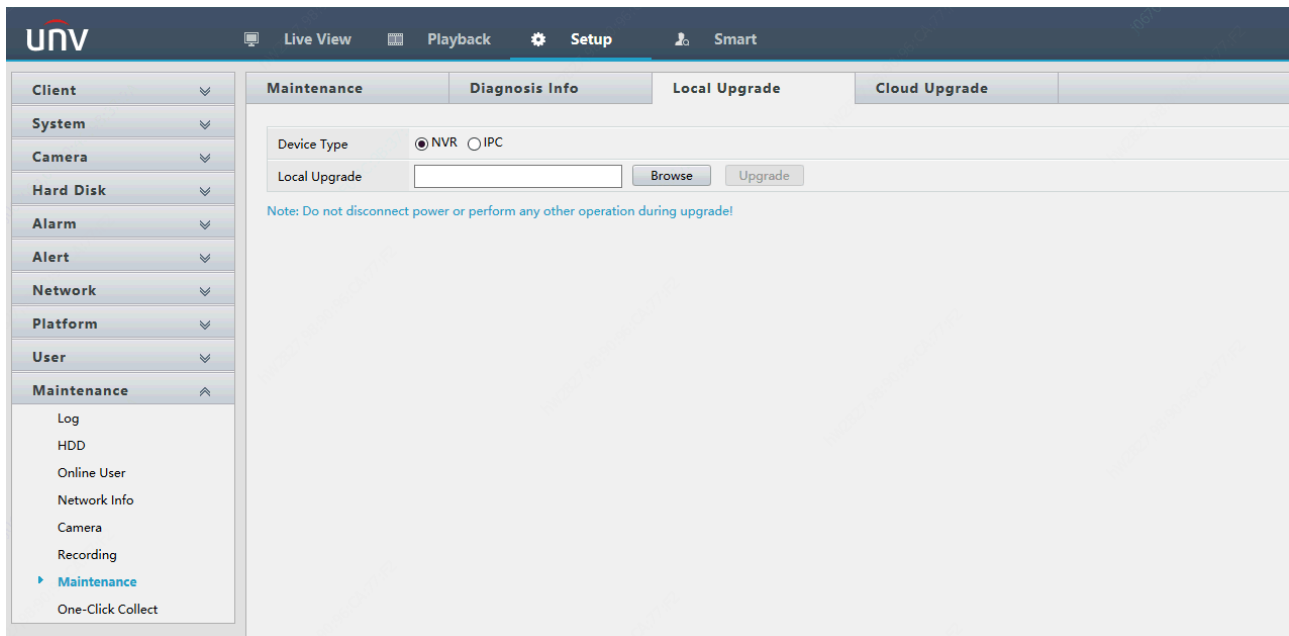 unv
Live View Playback Setup Smart
Client
System
Camera
Hard Disk
Alarm
Alert
Network
Platform
User
Maintenance
Log
HDD
Online User
Network Info
Camera
Recording
Maintenance
One-Click Collect
Maintenance Diagnosis Info Local Upgrade Cloud Upgrade
Device Type NVR IPC
Local Upgrade Browse Upgrade
Note: Do not disconnect power or perform any other operation during upgrade!